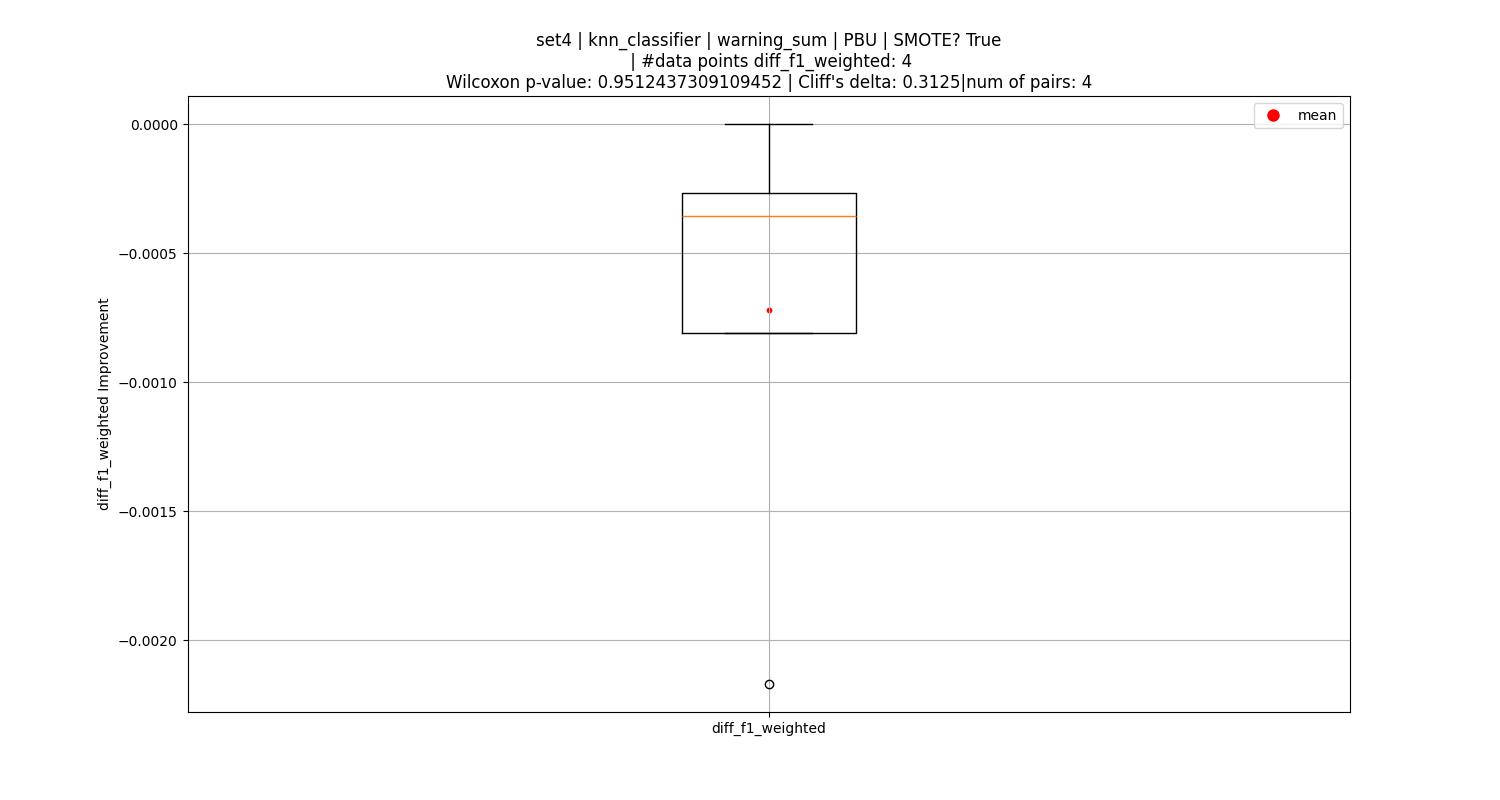 set4 | knn_classifier | warning_sum | PBU | SMOTE? True
| #data points diff_f1_weighted: 4
Wilcoxon p-value: 0.9512437309109452 | Cliff's delta: 0.3125|num of pairs: 4
mean
0.0000
−0.0005
−0.0010
−0.0015
−0.0020
diff_f1_weighted Improvement
diff_f1_weighted